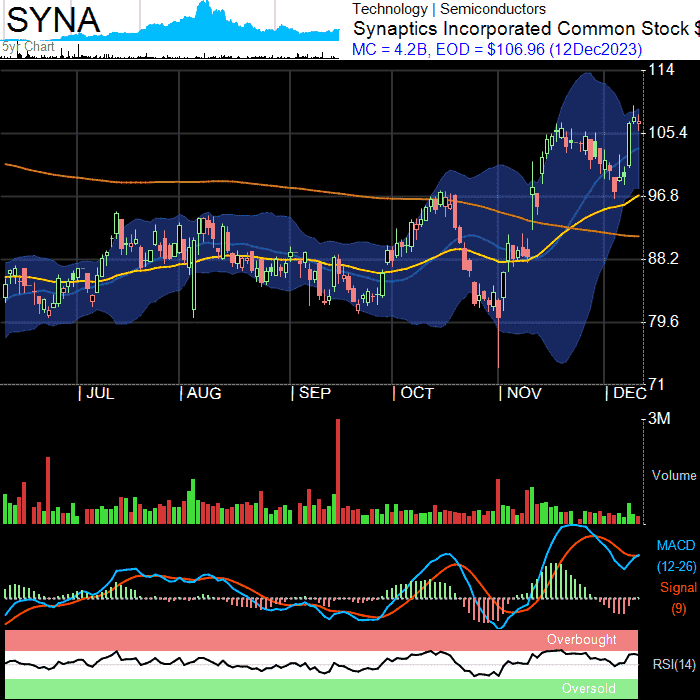 SYNA
5yr Chart
Technology | Semiconductors
Synaptics Incorporated Common Stock $
MC = 4.2B, EOD = $106.96 (12Dec2023)
114
105.4
96.8
88.2
79.6
71
| JUL | AUG | SEP | OCT | NOV | DEC
3M
Volume
MACD
(12-26)
Signal
(9)
Overbought
RSI(14)
Oversold